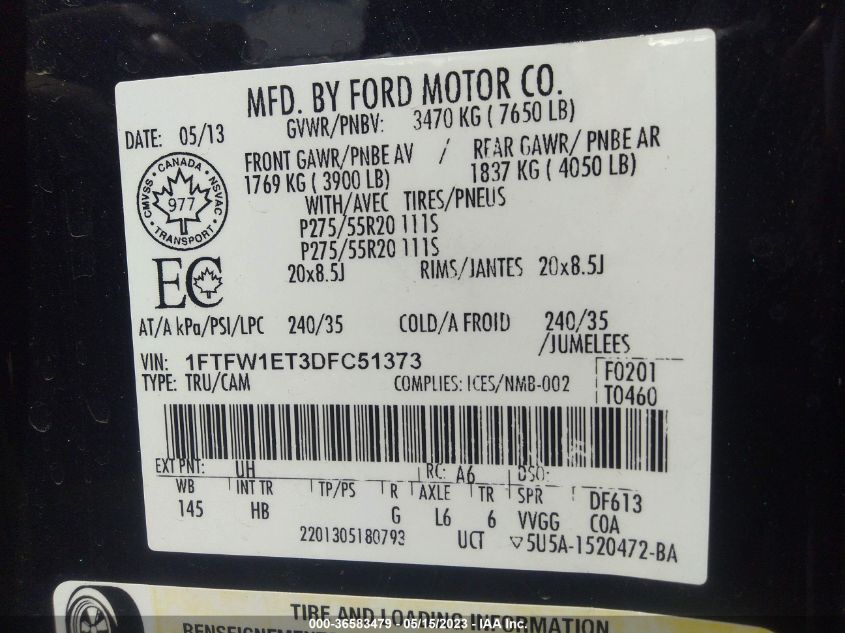 MFD. BY FORD MOTOR CO.
DATE: 05/13
GVWR/PNBV: 3470 KG ( 7650 LB)
FRONT GAWR/PNBE AV / REAR GAWR/ PNBE AR
1769 KG ( 3900 LB) 1837 KG ( 4050 LB)
WITH/AVEC TIRES/PNEUS
P275/55R20 111S
P275/55R20 111S
20x8.5J RIMS/JANTES 20x8.5J
CMVSS · CANADA · NSVAC
977
· TRANSPORT ·
EC
AT/A kPa/PSI/LPC 240/35 COLD/A FROID 240/35
/JUMELEES
VIN: 1FTFW1ET3DFC51373
TYPE: TRU/CAM COMPLIES: ICES/NMB-002
F0201
T0460
EXT PNT: UH RC: A6 DSO:
WB INT TR TP/PS R AXLE TR SPR DF613
145 HB G L6 6 VVGG COA
2201305180793 UCT ▽5U5A-1520472-BA
TIRE AND LOADING INFORMATION
RENSEIGNEMENT
000-36583479 - 05/15/2023 - IAA Inc.